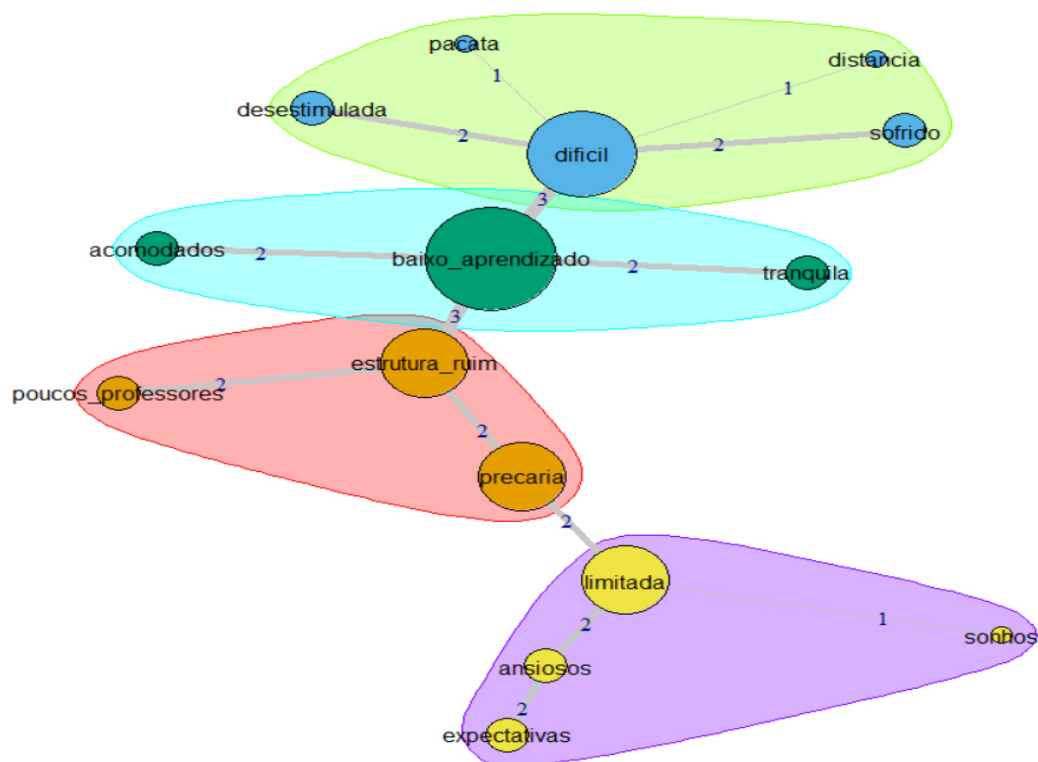 pacata
distancia
1
1
desestimulada
sofrido
2
2
dificil
3
acomodados
2
baixo_aprendizado
2
tranquila
3
estrutura_ruim
poucos_professores
2
2
precaria
2
limitada
2
1
sonhos
ansiosos
2
expectativas